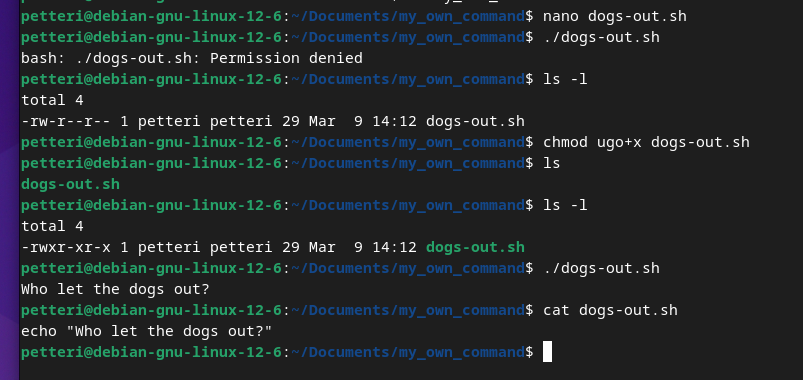 petteri@debian-gnu-linux-12-6:~/Documents/my_own_command$ nano dogs-out.sh
petteri@debian-gnu-linux-12-6:~/Documents/my_own_command$ ./dogs-out.sh
bash: ./dogs-out.sh: Permission denied
petteri@debian-gnu-linux-12-6:~/Documents/my_own_command$ ls -l
total 4
-rw-r--r-- 1 petteri petteri 29 Mar  9 14:12 dogs-out.sh
petteri@debian-gnu-linux-12-6:~/Documents/my_own_command$ chmod ugo+x dogs-out.sh
petteri@debian-gnu-linux-12-6:~/Documents/my_own_command$ ls
dogs-out.sh
petteri@debian-gnu-linux-12-6:~/Documents/my_own_command$ ls -l
total 4
-rwxr-xr-x 1 petteri petteri 29 Mar  9 14:12 dogs-out.sh
petteri@debian-gnu-linux-12-6:~/Documents/my_own_command$ ./dogs-out.sh
Who let the dogs out?
petteri@debian-gnu-linux-12-6:~/Documents/my_own_command$ cat dogs-out.sh
echo "Who let the dogs out?"
petteri@debian-gnu-linux-12-6:~/Documents/my_own_command$